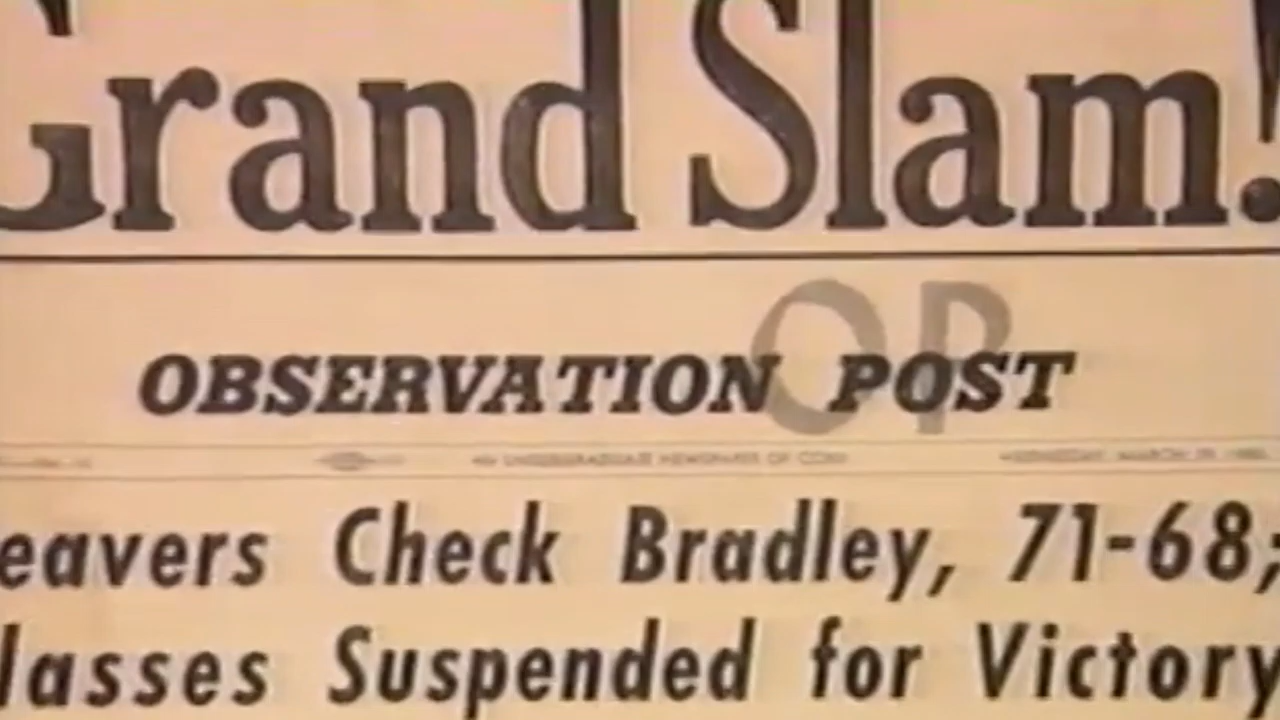 Grand Slam!
OP
OBSERVATION POST
eavers Check Bradley, 71-68;
lasses Suspended for Victory